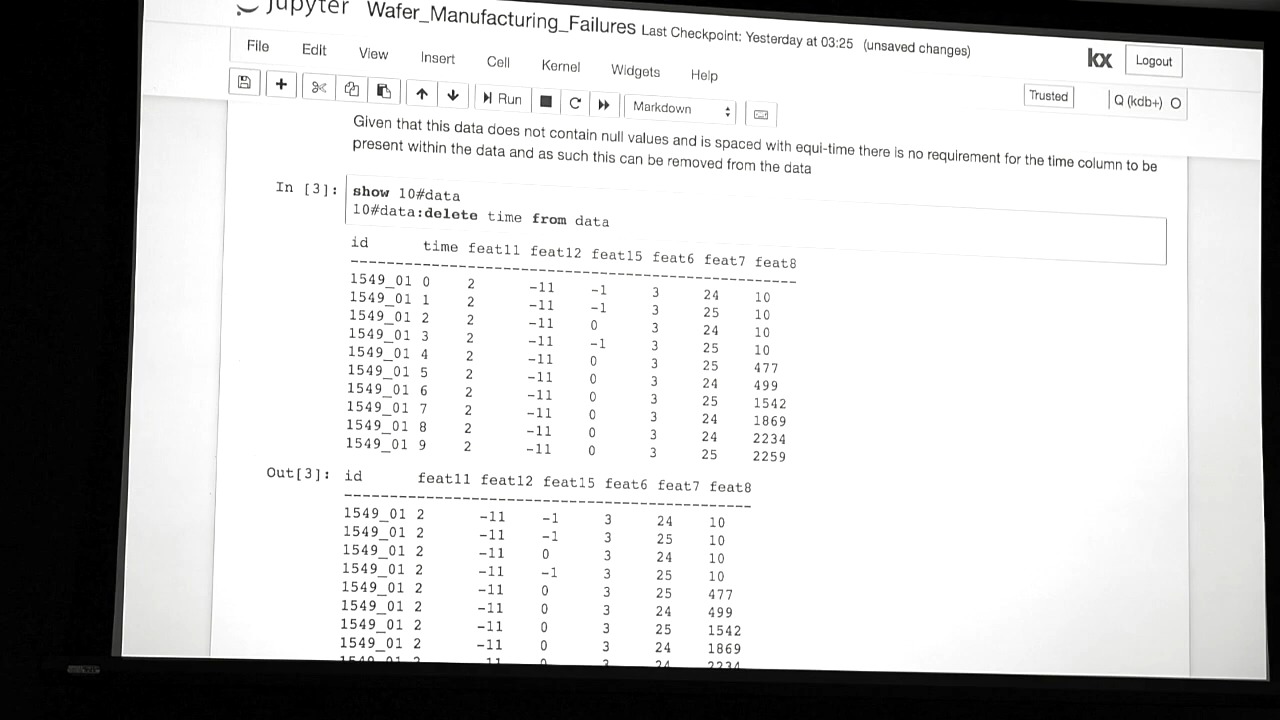 Jupyter Wafer_Manufacturing_Failures Last Checkpoint: Yesterday at 03:25 (unsaved changes)
kx Logout
File Edit View Insert Cell Kernel Widgets Help
Run Markdown Trusted Q (kdb+)
Given that this data does not contain null values and is spaced with equi-time there is no requirement for the time column to be
present within the data and as such this can be removed from the data
In [3]: show 10#data
10#data:delete time from data
id time feat11 feat12 feat15 feat6 feat7 feat8
--------------------------------------------------
1549_01 0 2 -11 -1 3 24 10
1549_01 1 2 -11 -1 3 25 10
1549_01 2 2 -11 0 3 24 10
1549_01 3 2 -11 -1 3 25 10
1549_01 4 2 -11 0 3 25 477
1549_01 5 2 -11 0 3 24 499
1549_01 6 2 -11 0 3 25 1542
1549_01 7 2 -11 0 3 24 1869
1549_01 8 2 -11 0 3 24 2234
1549_01 9 2 -11 0 3 25 2259
Out[3]: id feat11 feat12 feat15 feat6 feat7 feat8
---------------------------------------------
1549_01 2 -11 -1 3 24 10
1549_01 2 -11 -1 3 25 10
1549_01 2 -11 0 3 24 10
1549_01 2 -11 -1 3 25 10
1549_01 2 -11 0 3 25 477
1549_01 2 -11 0 3 24 499
1549_01 2 -11 0 3 25 1542
1549_01 2 -11 0 3 24 1869
1549_01 2 -11 0 3 24 2234